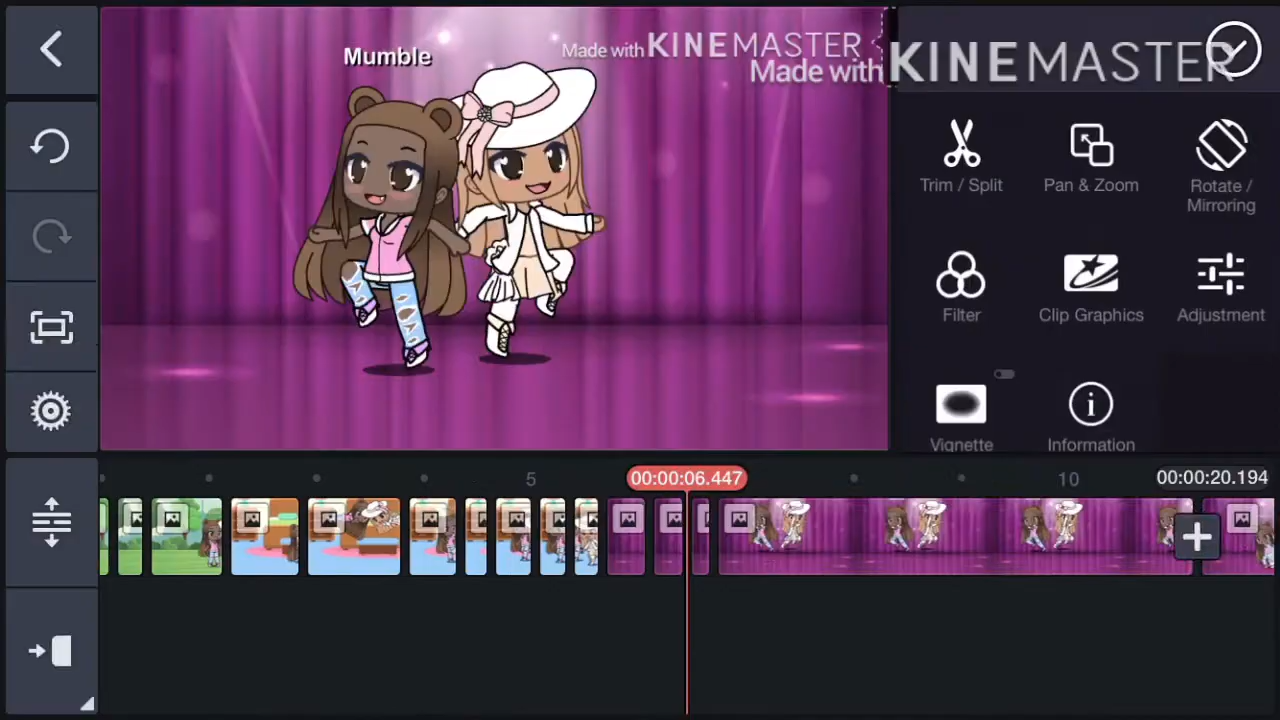 Mumble
Made with KINEMASTER
Made with KINEMASTER
Trim / Split
Pan & Zoom
Rotate /
Mirroring
Filter
Clip Graphics
Adjustment
Vignette
Information
5
00:00:06.447
10
00:00:20.194